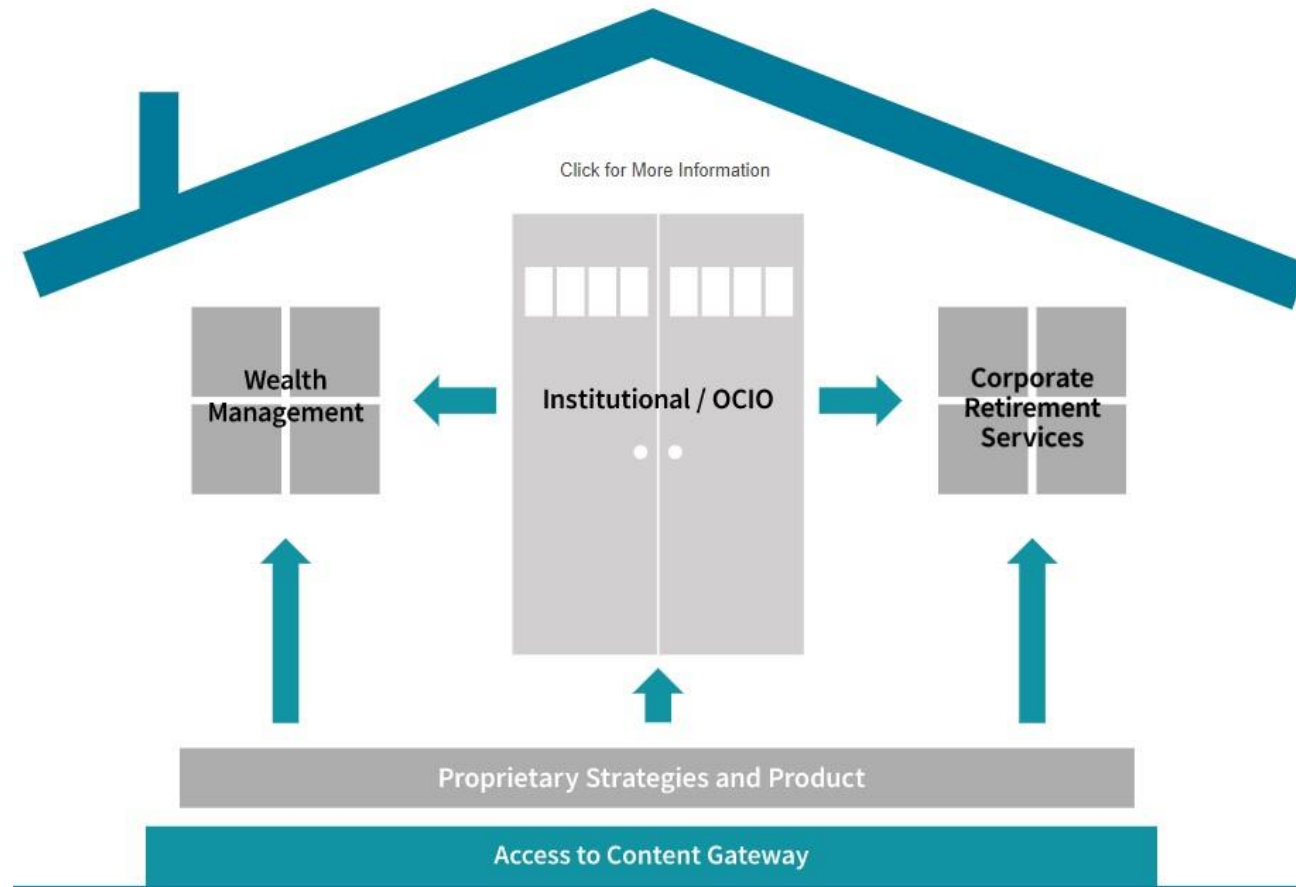 Click for More Information
Wealth
Management
Institutional / OCIO
Corporate
Retirement
Services
Proprietary Strategies and Product
Access to Content Gateway